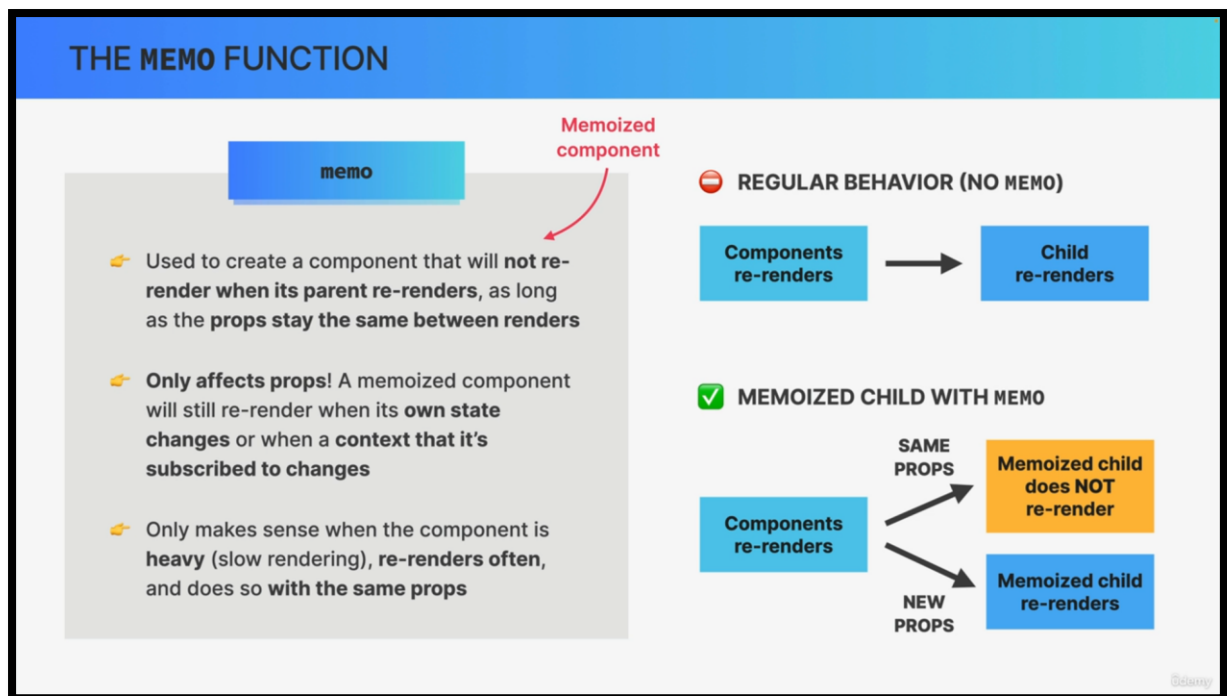 THE MEMO FUNCTION
Memoized
component
memo
Used to create a component that will not re-
render when its parent re-renders, as long
as the props stay the same between renders
Only affects props! A memoized component
will still re-render when its own state
changes or when a context that it's
subscribed to changes
Only makes sense when the component is
heavy (slow rendering), re-renders often,
and does so with the same props
REGULAR BEHAVIOR (NO MEMO)
Components
re-renders
Child
re-renders
MEMOIZED CHILD WITH MEMO
Components
re-renders
SAME
PROPS
Memoized child
does NOT
re-render
NEW
PROPS
Memoized child
re-renders
ûdemy